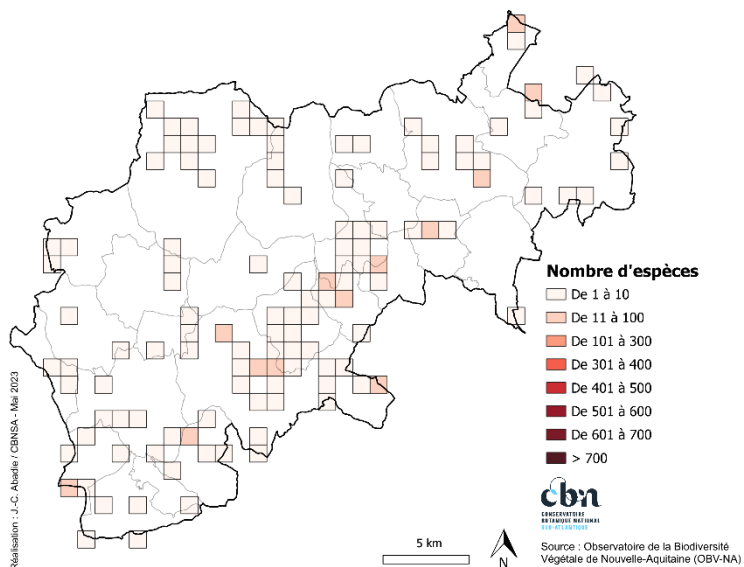 Nombre d'espèces
De 1 à 10
De 11 à 100
De 101 à 300
De 301 à 400
De 401 à 500
De 501 à 600
De 601 à 700
> 700
Réalisation : J.-C. Abadie / CBNSA - Mai 2023
cbn
CONSERVATOIRE
BOTANIQUE NATIONAL
SUD-ATLANTIQUE
5 km
N
Source : Observatoire de la Biodiversité
Végétale de Nouvelle-Aquitaine (OBV-NA)